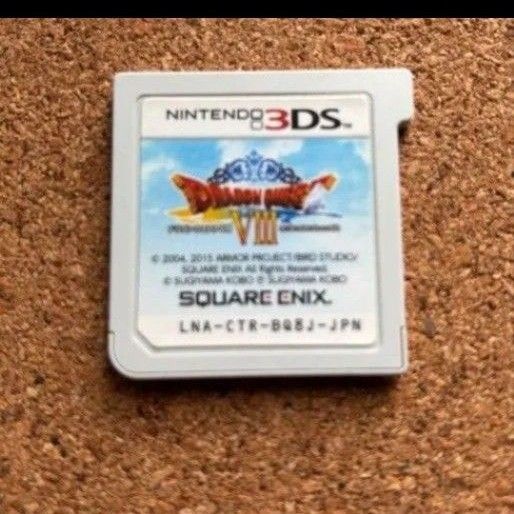 NINTENDO 3DS™
DRAGON QUEST
VIII
© 2004, 2015 ARMOR PROJECT/BIRD STUDIO/
SQUARE ENIX All Rights Reserved.
© SUGIYAMA KOBO ℗ SUGIYAMA KOBO
SQUARE ENIX.
LNA-CTR-BQ8J-JPN